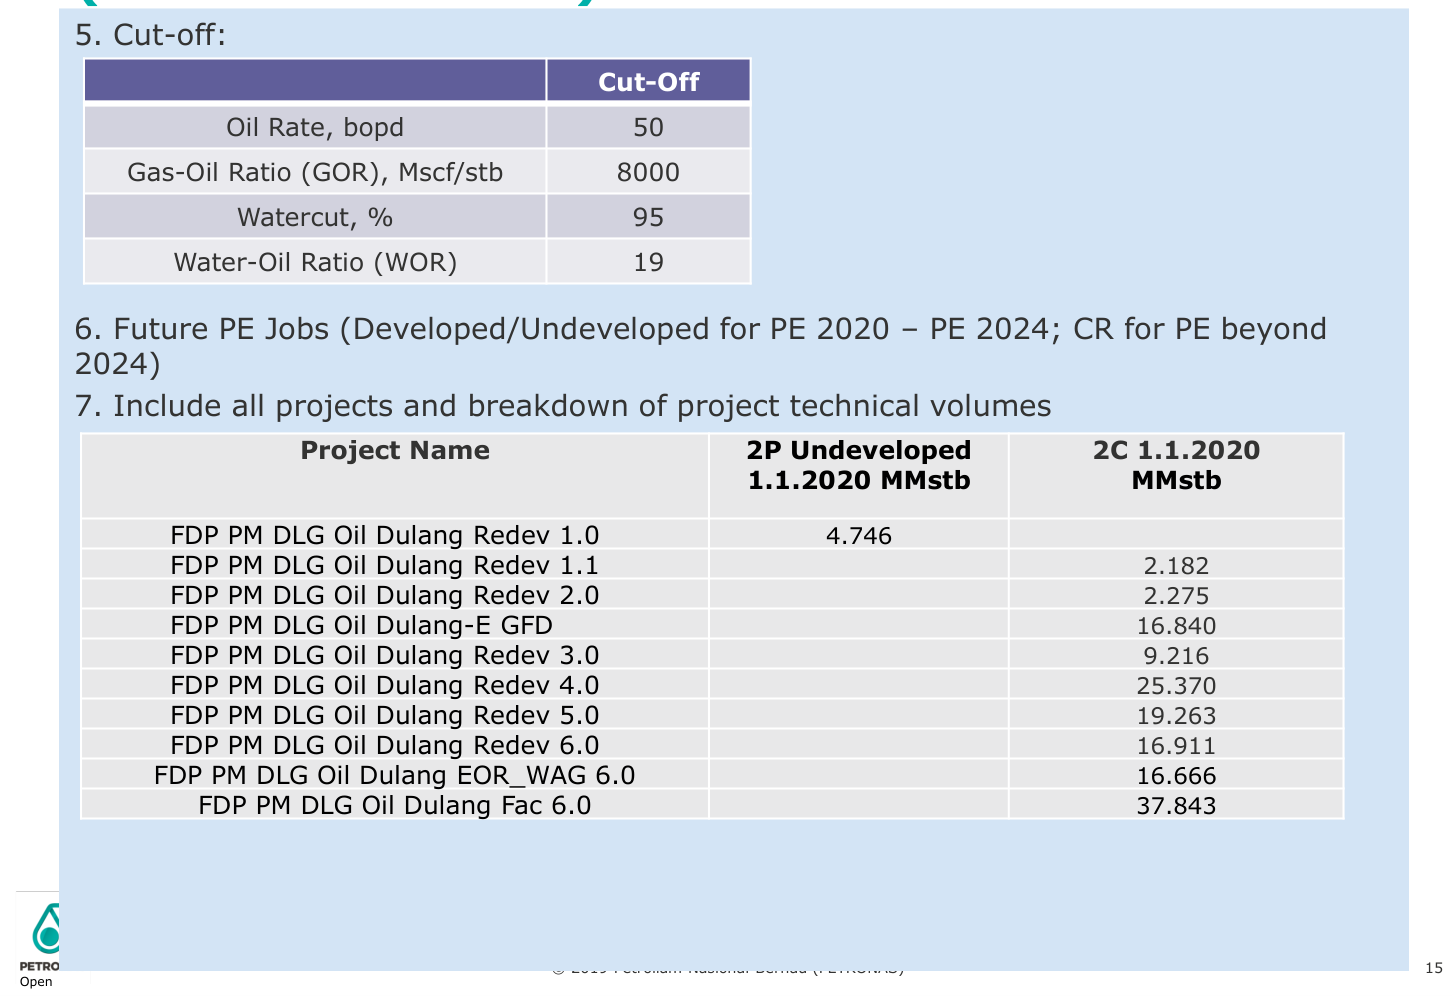 5. Cut-off:
Cut-Off
Oil Rate, bopd 50
Gas-Oil Ratio (GOR), Mscf/stb 8000
Watercut, % 95
Water-Oil Ratio (WOR) 19
6. Future PE Jobs (Developed/Undeveloped for PE 2020 – PE 2024; CR for PE beyond
2024)
7. Include all projects and breakdown of project technical volumes
Project Name 2P Undeveloped 2C 1.1.2020
1.1.2020 MMstb MMstb
FDP PM DLG Oil Dulang Redev 1.0 4.746
FDP PM DLG Oil Dulang Redev 1.1 2.182
FDP PM DLG Oil Dulang Redev 2.0 2.275
FDP PM DLG Oil Dulang-E GFD 16.840
FDP PM DLG Oil Dulang Redev 3.0 9.216
FDP PM DLG Oil Dulang Redev 4.0 25.370
FDP PM DLG Oil Dulang Redev 5.0 19.263
FDP PM DLG Oil Dulang Redev 6.0 16.911
FDP PM DLG Oil Dulang EOR_WAG 6.0 16.666
FDP PM DLG Oil Dulang Fac 6.0 37.843
PETRO
Open
15